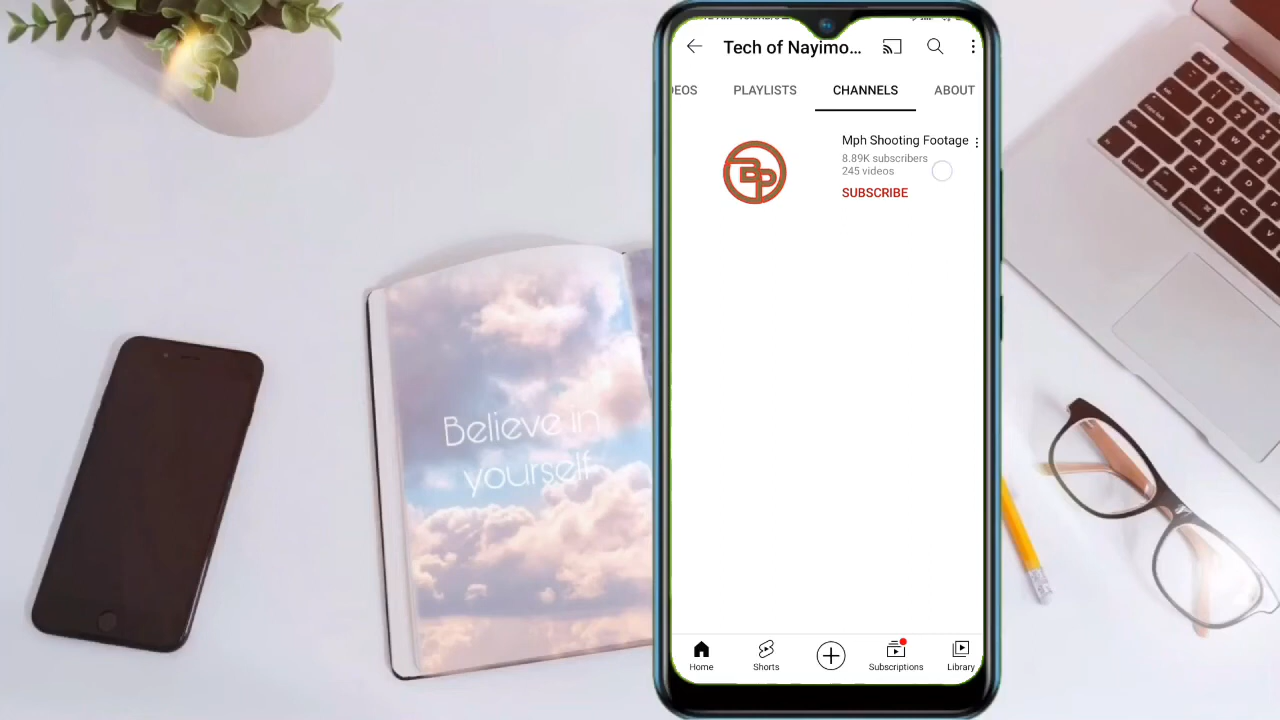 Tech of Nayimo...
EOS PLAYLISTS CHANNELS ABOUT
BP
Mph Shooting Footage
8.89K subscribers
245 videos
SUBSCRIBE
Believe in
yourself
Home Shorts Subscriptions Library